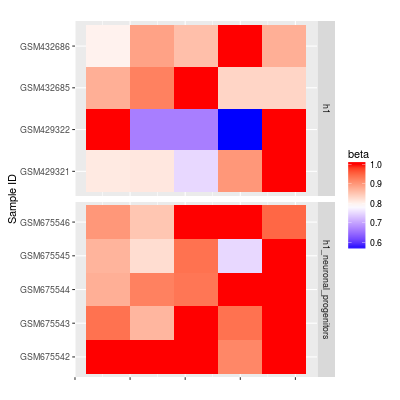 GSM432686
GSM432685
GSM429322
GSM429321
h1
GSM675546
GSM675545
GSM675544
GSM675543
GSM675542
h1_neuronal_progenitors
Sample ID
beta
1.0
0.9
0.8
0.7
0.6